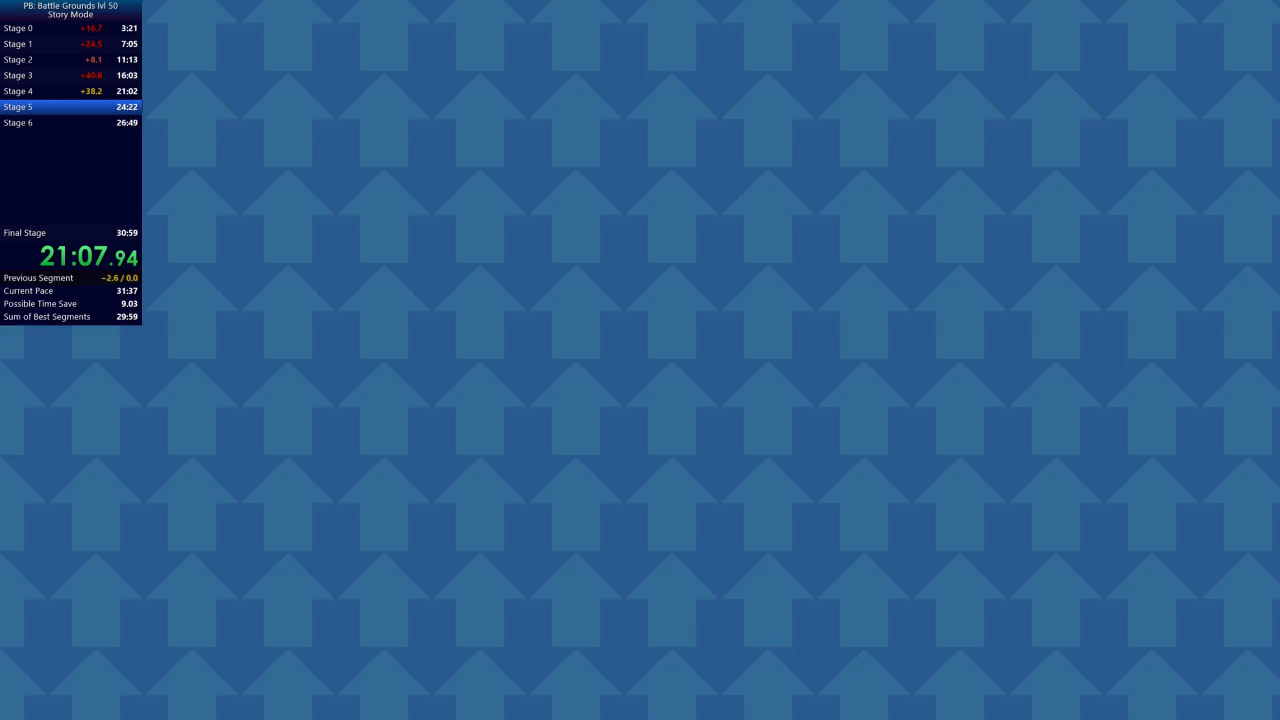 PB: Battle Grounds lvl 50
Story Mode
Stage 0 +16.7 3:21
Stage 1 +24.5 7:05
Stage 2 +8.1 11:13
Stage 3 +40.8 16:03
Stage 4 +38.2 21:02
Stage 5 24:22
Stage 6 26:49
Final Stage 30:59
21:07.94
Previous Segment −2.6 / 0.0
Current Pace 31:37
Possible Time Save 9.03
Sum of Best Segments 29:59